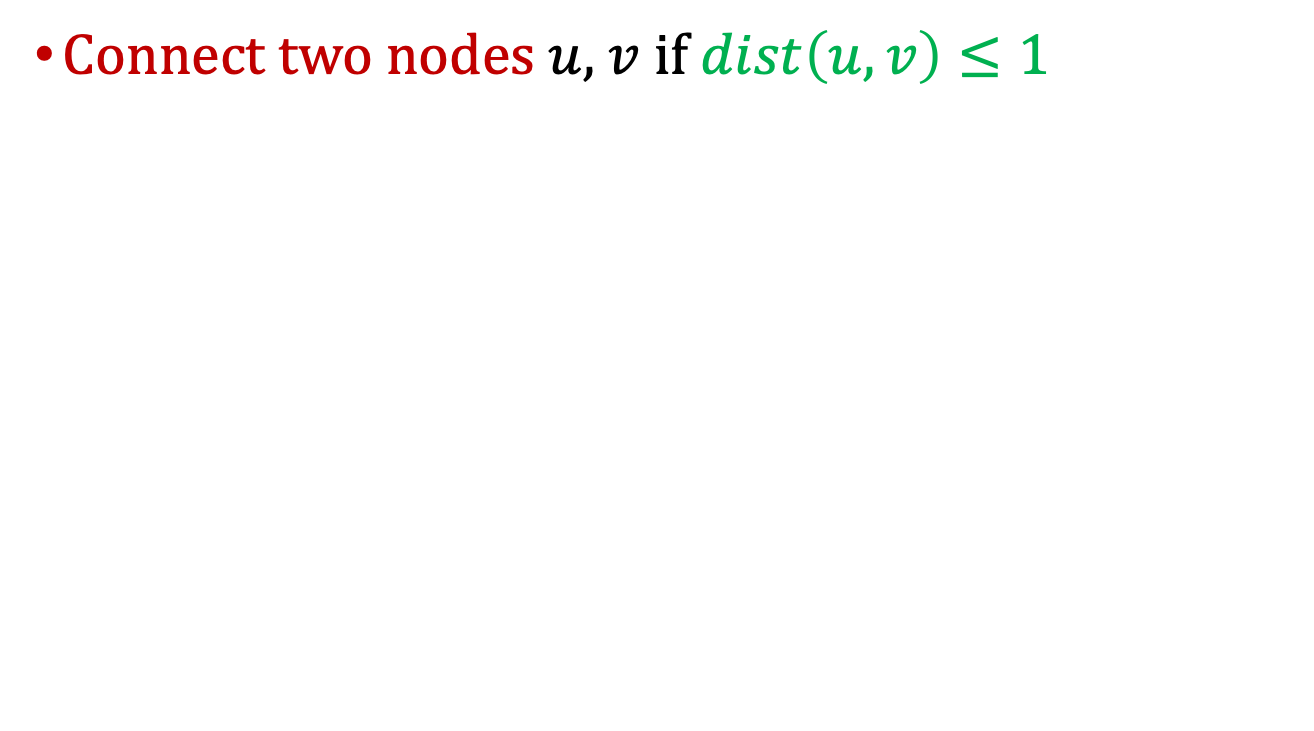 • Connect two nodes u, v if dist(u, v) ≤ 1